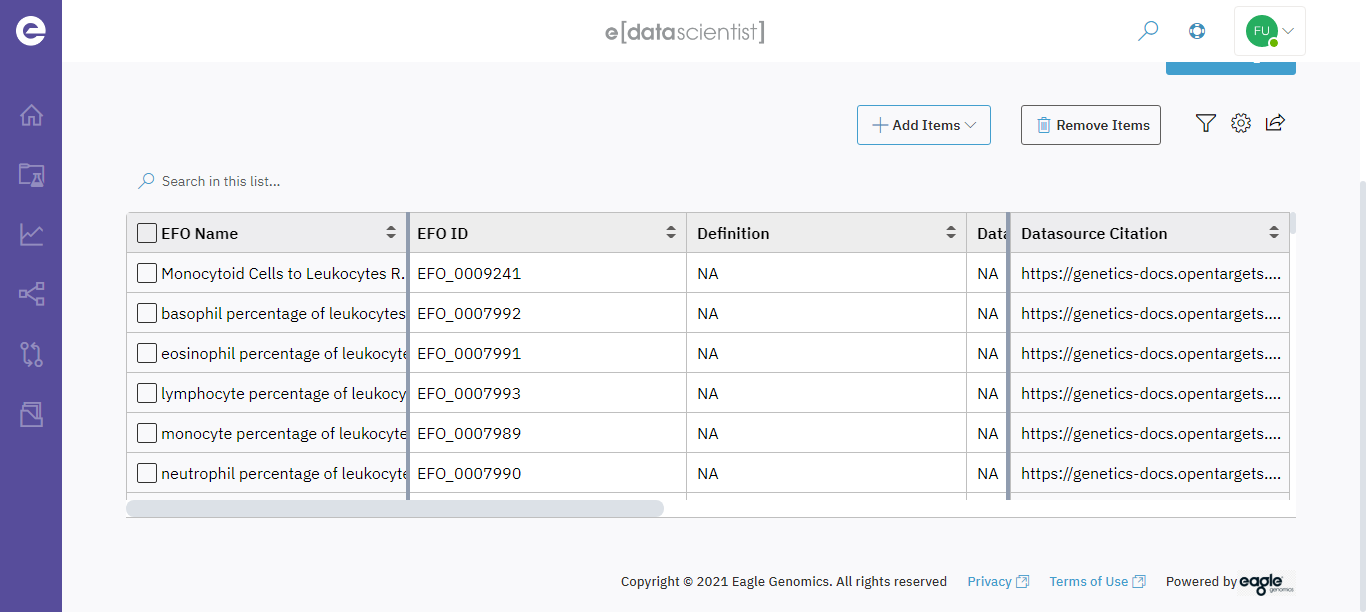 e[datascientist]
FU
Add Items
Remove Items
Search in this list...
EFO Name EFO ID Definition Data Datasource Citation
Monocytoid Cells to Leukocytes R... EFO_0009241 NA NA https://genetics-docs.opentargets....
basophil percentage of leukocytes EFO_0007992 NA NA https://genetics-docs.opentargets....
eosinophil percentage of leukocyte EFO_0007991 NA NA https://genetics-docs.opentargets....
lymphocyte percentage of leukocy EFO_0007993 NA NA https://genetics-docs.opentargets....
monocyte percentage of leukocyte EFO_0007989 NA NA https://genetics-docs.opentargets....
neutrophil percentage of leukocyte EFO_0007990 NA NA https://genetics-docs.opentargets....
Copyright © 2021 Eagle Genomics. All rights reserved Privacy Terms of Use Powered by eagle genomics